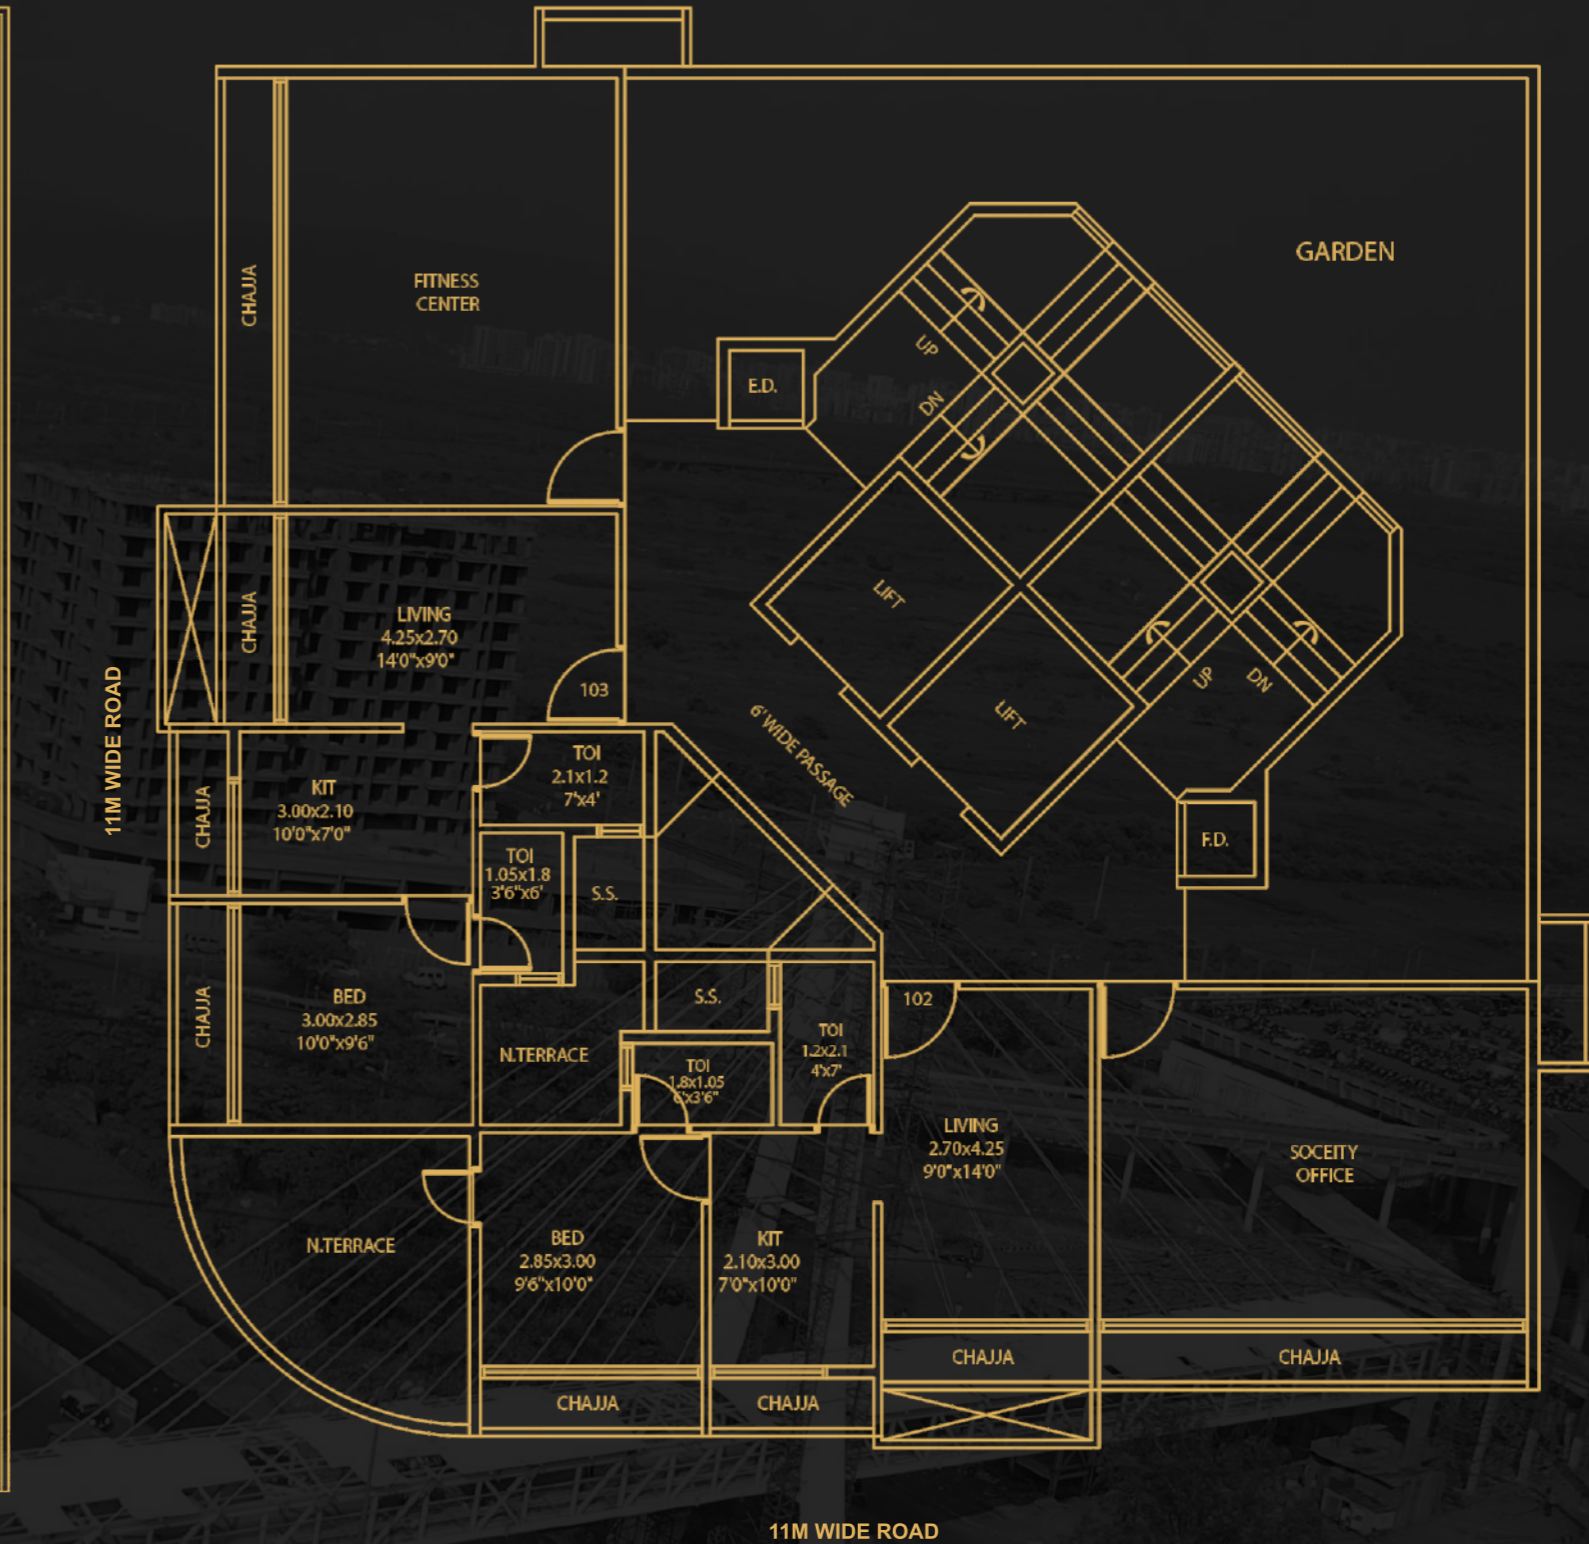 GARDEN
FITNESS
CENTER
CHAJJA
UP
E.D.
DN
LIFT
LIVING
4.25x2.70
14'0"x9'0"
CHAJJA
103
LIFT
UP
DN
11M WIDE ROAD
6' WIDE PASSAGE
TOI
2.1x1.2
7'x4'
KIT
3.00x2.10
10'0"x7'0"
CHAJJA
F.D.
TOI
1.05x1.8
3'6"x6'
S.S.
BED
3.00x2.85
10'0"x9'6"
CHAJJA
S.S.
102
N.TERRACE
TOI
1.2x2.1
4'x7'
TOI
1.8x1.05
6'x3'6"
LIVING
2.70x4.25
9'0"x14'0"
SOCEITY
OFFICE
N.TERRACE
BED
2.85x3.00
9'6"x10'0"
KIT
2.10x3.00
7'0"x10'0"
CHAJJA
CHAJJA
CHAJJA
CHAJJA
11M WIDE ROAD